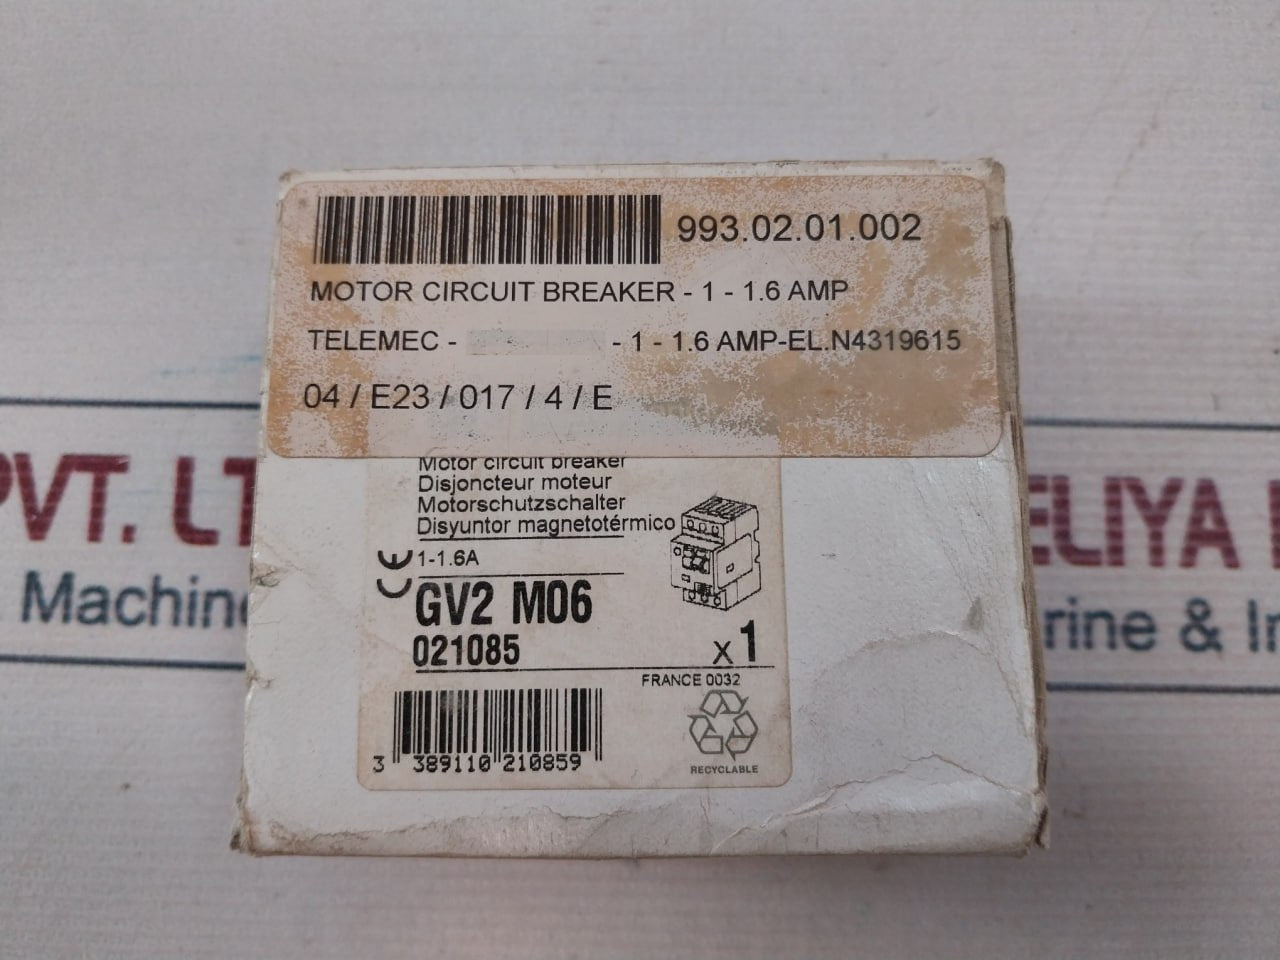 993.02.01.002
MOTOR CIRCUIT BREAKER - 1 - 1.6 AMP
TELEMEC - - 1 - 1.6 AMP-EL.N4319615
04 / E23 / 017 / 4 / E
Motor circuit breaker
Disjoncteur moteur
Motorschutzschalter
Disyuntor magnetotérmico
CE 1-1.6A
GV2 M06
021085 x 1
FRANCE 0032
3 389110 210859
RECYCLABLE
PVT. LT ELIYA
Machine rine & In